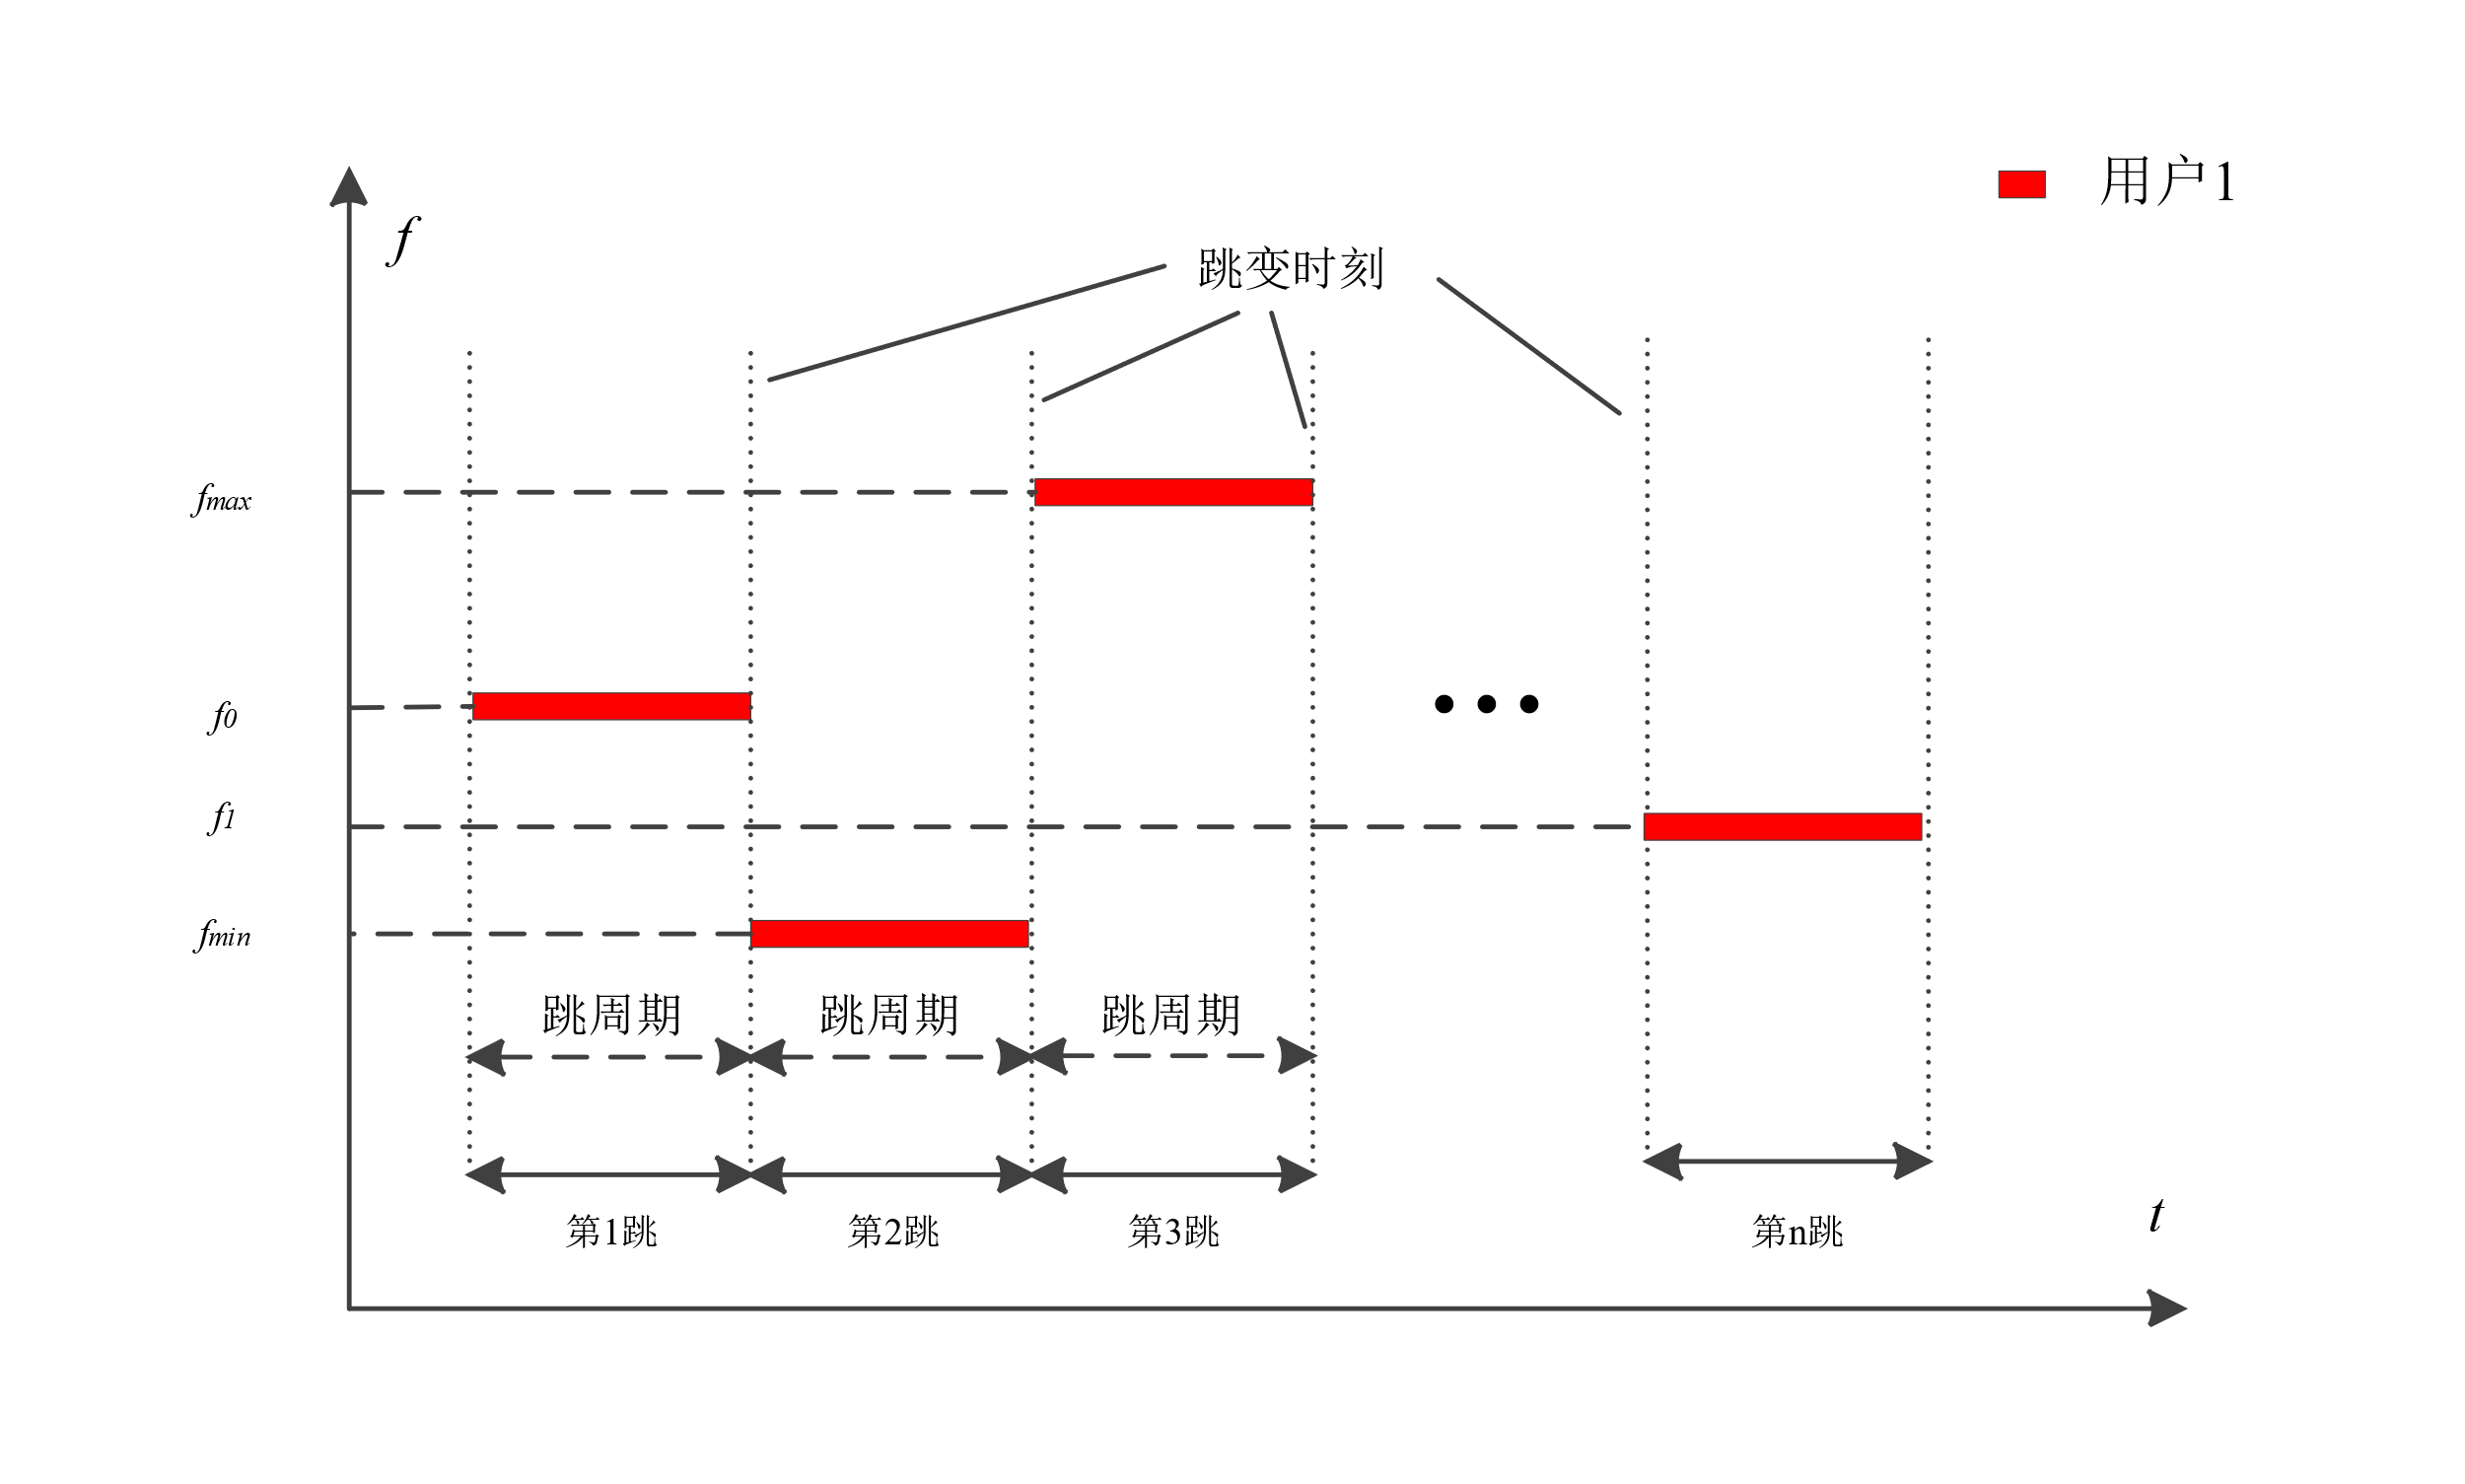 用户1
f
跳变时刻
fmax
f0
f1
fmin
跳周期 跳周期 跳周期
第1跳 第2跳 第3跳 第n跳
t